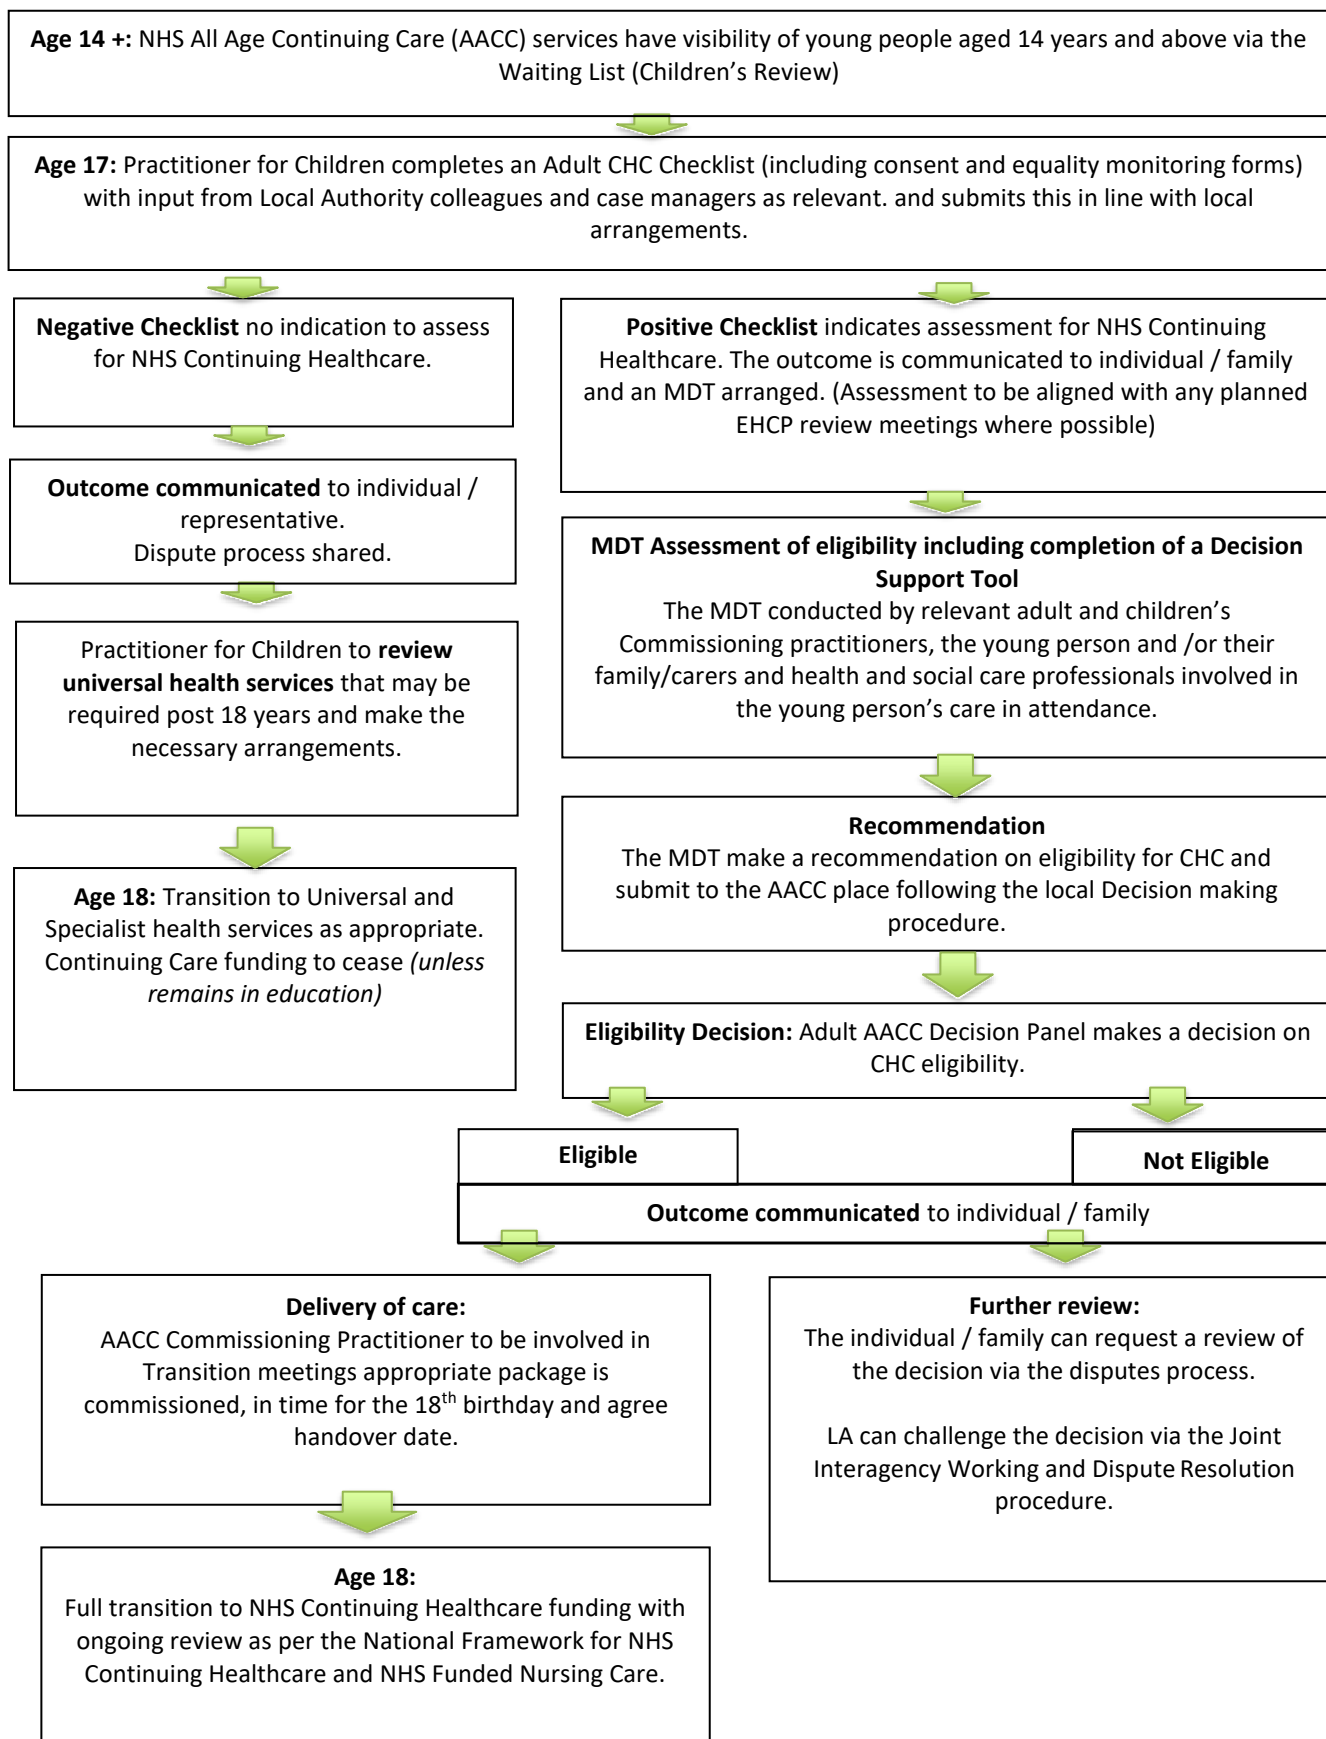 Age 14 +: NHS All Age Continuing Care (AACC) services have visibility of young people aged 14 years and above via the
Waiting List (Children’s Review)
Age 17: Practitioner for Children completes an Adult CHC Checklist (including consent and equality monitoring forms)
with input from Local Authority colleagues and case managers as relevant. and submits this in line with local
arrangements.
Negative Checklist no indication to assess
for NHS Continuing Healthcare.
Outcome communicated to individual /
representative.
Dispute process shared.
Practitioner for Children to review
universal health services that may be
required post 18 years and make the
necessary arrangements.
Age 18: Transition to Universal and
Specialist health services as appropriate.
Continuing Care funding to cease (unless
remains in education)
Positive Checklist indicates assessment for NHS Continuing
Healthcare. The outcome is communicated to individual / family
and an MDT arranged. (Assessment to be aligned with any planned
EHCP review meetings where possible)
MDT Assessment of eligibility including completion of a Decision
Support Tool
The MDT conducted by relevant adult and children’s
Commissioning practitioners, the young person and /or their
family/carers and health and social care professionals involved in
the young person’s care in attendance.
Recommendation
The MDT make a recommendation on eligibility for CHC and
submit to the AACC place following the local Decision making
procedure.
Eligibility Decision: Adult AACC Decision Panel makes a decision on
CHC eligibility.
Eligible
Not Eligible
Outcome communicated to individual / family
Delivery of care:
AACC Commissioning Practitioner to be involved in
Transition meetings appropriate package is
commissioned, in time for the 18th birthday and agree
handover date.
Age 18:
Full transition to NHS Continuing Healthcare funding with
ongoing review as per the National Framework for NHS
Continuing Healthcare and NHS Funded Nursing Care.
Further review:
The individual / family can request a review of
the decision via the disputes process.
LA can challenge the decision via the Joint
Interagency Working and Dispute Resolution
procedure.